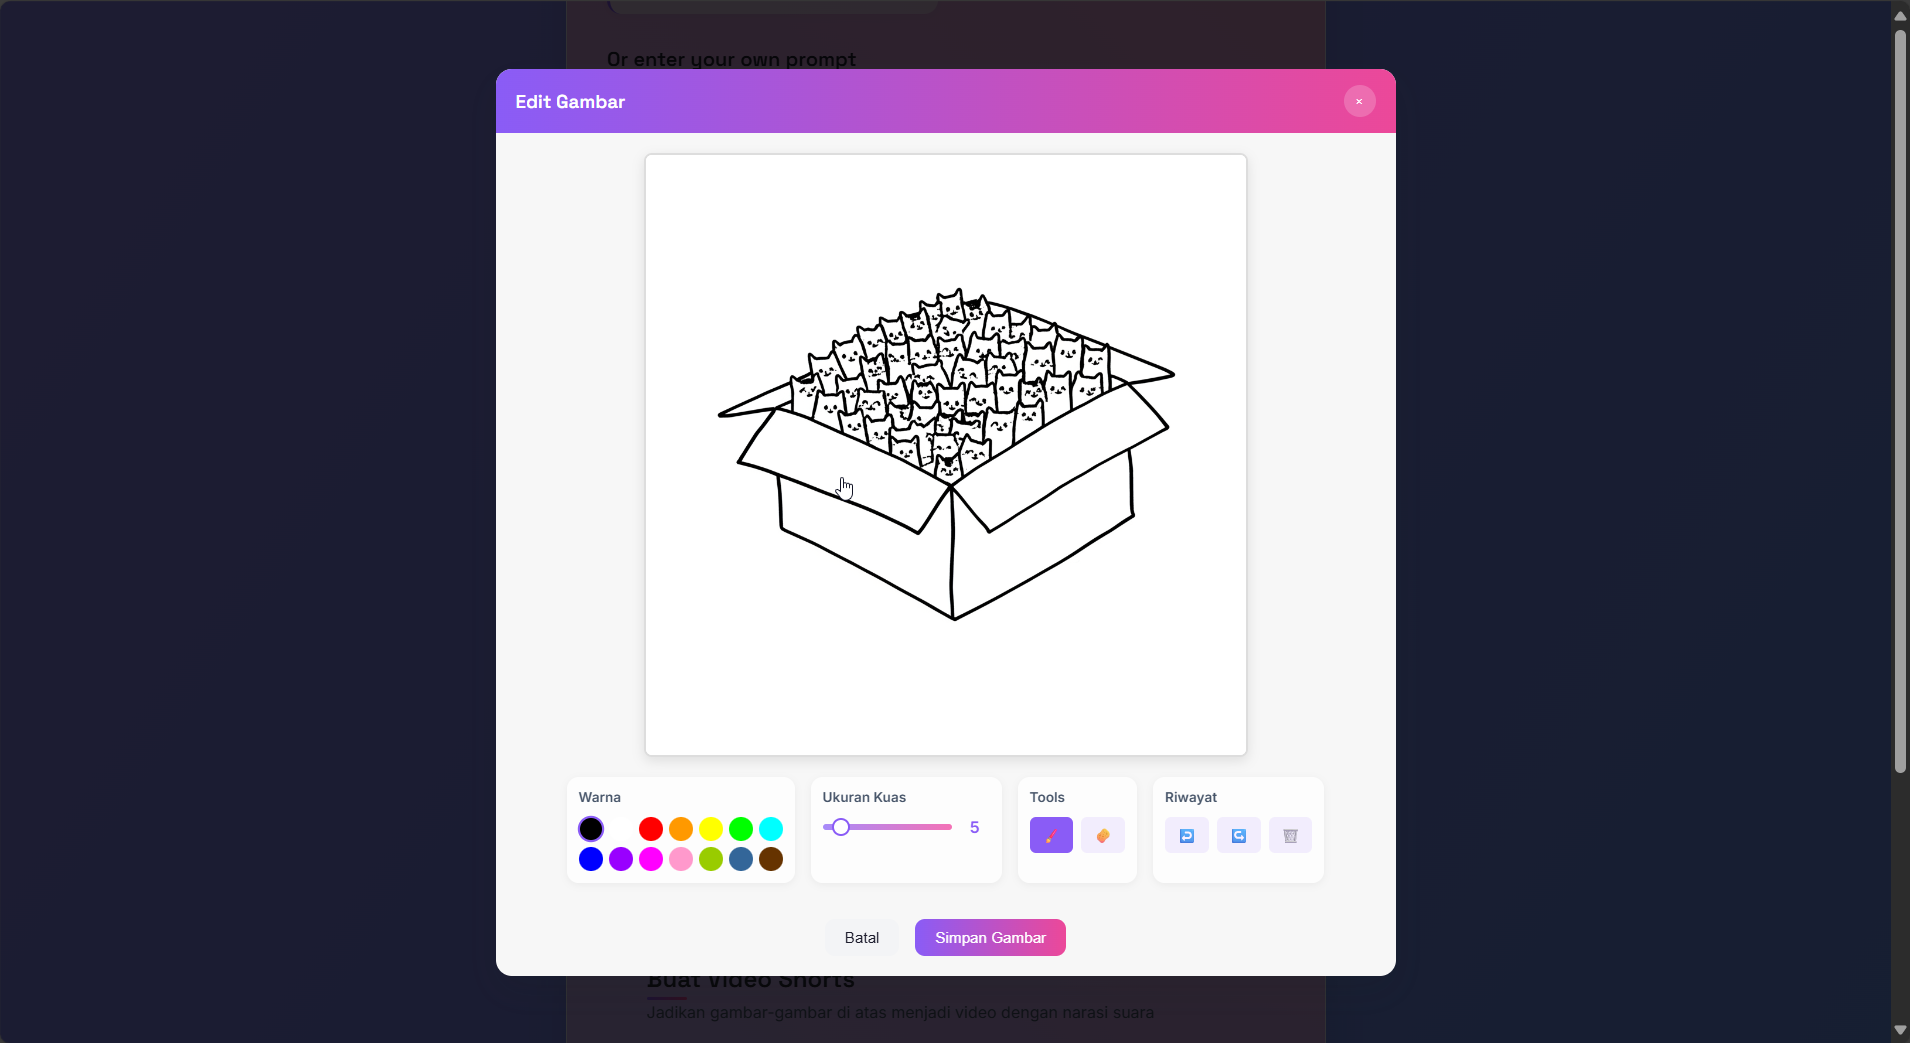 Or enter your own prompt
Edit Gambar
×
Warna
Ukuran Kuas
5
Tools
Riwayat
Batal
Simpan Gambar
Buat Video Shorts
Jadikan gambar-gambar di atas menjadi video dengan narasi suara